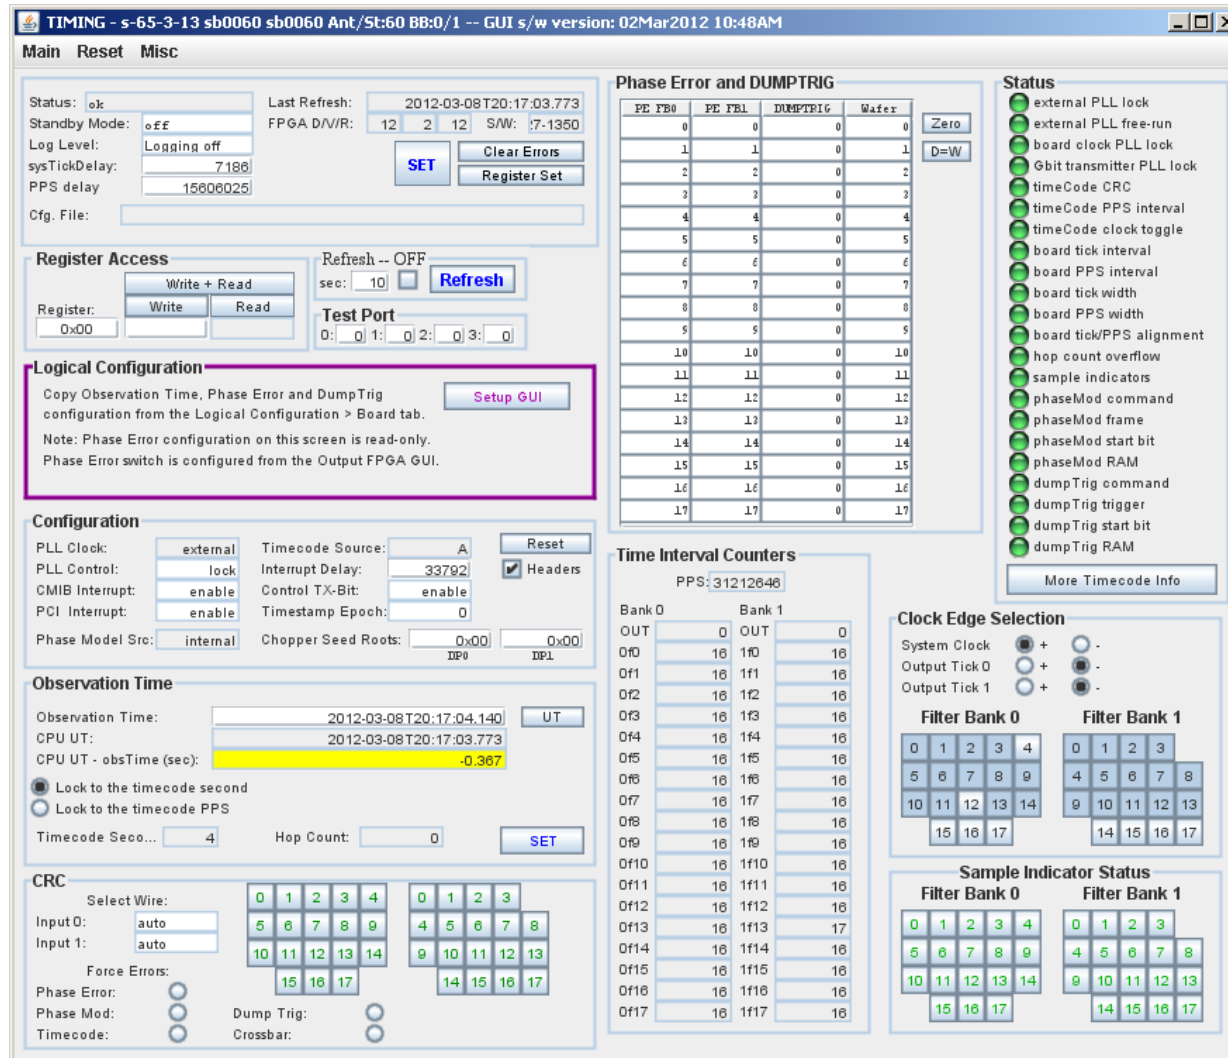 TIMING - s-65-3-13 sb0060 sb0060 Ant/St:60 BB:0/1 -- GUI s/w version: 02Mar2012 10:48AM
Main Reset Misc
Status: ok
Last Refresh: 2012-03-08T20:17:03.773
Standby Mode: off
FPGA D/V/R: 12 2 12 S/W: :7-1350
Log Level: Logging off
SET
Clear Errors
sysTickDelay: 7186
Register Set
PPS delay 15606025
Cfg. File:
Register Access
Write + Read
Register: Write Read
0x00
Refresh -- OFF
sec: 10 Refresh
Test Port
0: 0 1: 0 2: 0 3: 0
Logical Configuration
Copy Observation Time, Phase Error and DumpTrig
configuration from the Logical Configuration > Board tab.
Setup GUI
Note: Phase Error configuration on this screen is read-only.
Phase Error switch is configured from the Output FPGA GUI.
Configuration
PLL Clock: external Timecode Source: A Reset
PLL Control: lock Interrupt Delay: 33792 Headers
CMIB Interrupt: enable Control TX-Bit: enable
PCI Interrupt: enable Timestamp Epoch: 0
Phase Model Src: internal Chopper Seed Roots: 0x00 0x00
DP0 DP1
Observation Time
Observation Time: 2012-03-08T20:17:04.140 UT
CPU UT: 2012-03-08T20:17:03.773
CPU UT - obsTime (sec): -0.367
Lock to the timecode second
Lock to the timecode PPS
Timecode Seco... 4 Hop Count: 0 SET
CRC
Select Wire:
Input 0: auto
Input 1: auto
Force Errors:
Phase Error:
Phase Mod: Dump Trig:
Timecode: Crossbar:
0 1 2 3 4 0 1 2 3
5 6 7 8 9 4 5 6 7 8
10 11 12 13 14 9 10 11 12 13
15 16 17 14 15 16 17
Phase Error and DUMPTRIG
PE FB0 PE FB1 DUMPTRIG Wafer
0 0 0 0 Zero
1 1 0 1 D=W
2 2 0 2
3 3 0 3
4 4 0 4
5 5 0 5
6 6 0 6
7 7 0 7
8 8 0 8
9 9 0 9
10 10 0 10
11 11 0 11
12 12 0 12
13 13 0 13
14 14 0 14
15 15 0 15
16 16 0 16
17 17 0 17
Time Interval Counters
PPS: 31212646
Bank 0 Bank 1
OUT 0 OUT 0
0f0 16 1f0 16
0f1 16 1f1 16
0f2 16 1f2 16
0f3 16 1f3 16
0f4 16 1f4 16
0f5 16 1f5 16
0f6 16 1f6 16
0f7 16 1f7 16
0f8 16 1f8 16
0f9 16 1f9 16
0f10 16 1f10 16
0f11 16 1f11 16
0f12 16 1f12 16
0f13 16 1f13 17
0f14 16 1f14 16
0f15 16 1f15 16
0f16 16 1f16 16
0f17 16 1f17 16
Status
external PLL lock
external PLL free-run
board clock PLL lock
Gbit transmitter PLL lock
timeCode CRC
timeCode PPS interval
timeCode clock toggle
board tick interval
board PPS interval
board tick width
board PPS width
board tick/PPS alignment
hop count overflow
sample indicators
phaseMod command
phaseMod frame
phaseMod start bit
phaseMod RAM
dumpTrig command
dumpTrig trigger
dumpTrig start bit
dumpTrig RAM
More Timecode Info
Clock Edge Selection
System Clock + -
Output Tick 0 + -
Output Tick 1 + -
Filter Bank 0 Filter Bank 1
0 1 2 3 4 0 1 2 3
5 6 7 8 9 4 5 6 7 8
10 11 12 13 14 9 10 11 12 13
15 16 17 14 15 16 17
Sample Indicator Status
Filter Bank 0 Filter Bank 1
0 1 2 3 4 0 1 2 3
5 6 7 8 9 4 5 6 7 8
10 11 12 13 14 9 10 11 12 13
15 16 17 14 15 16 17